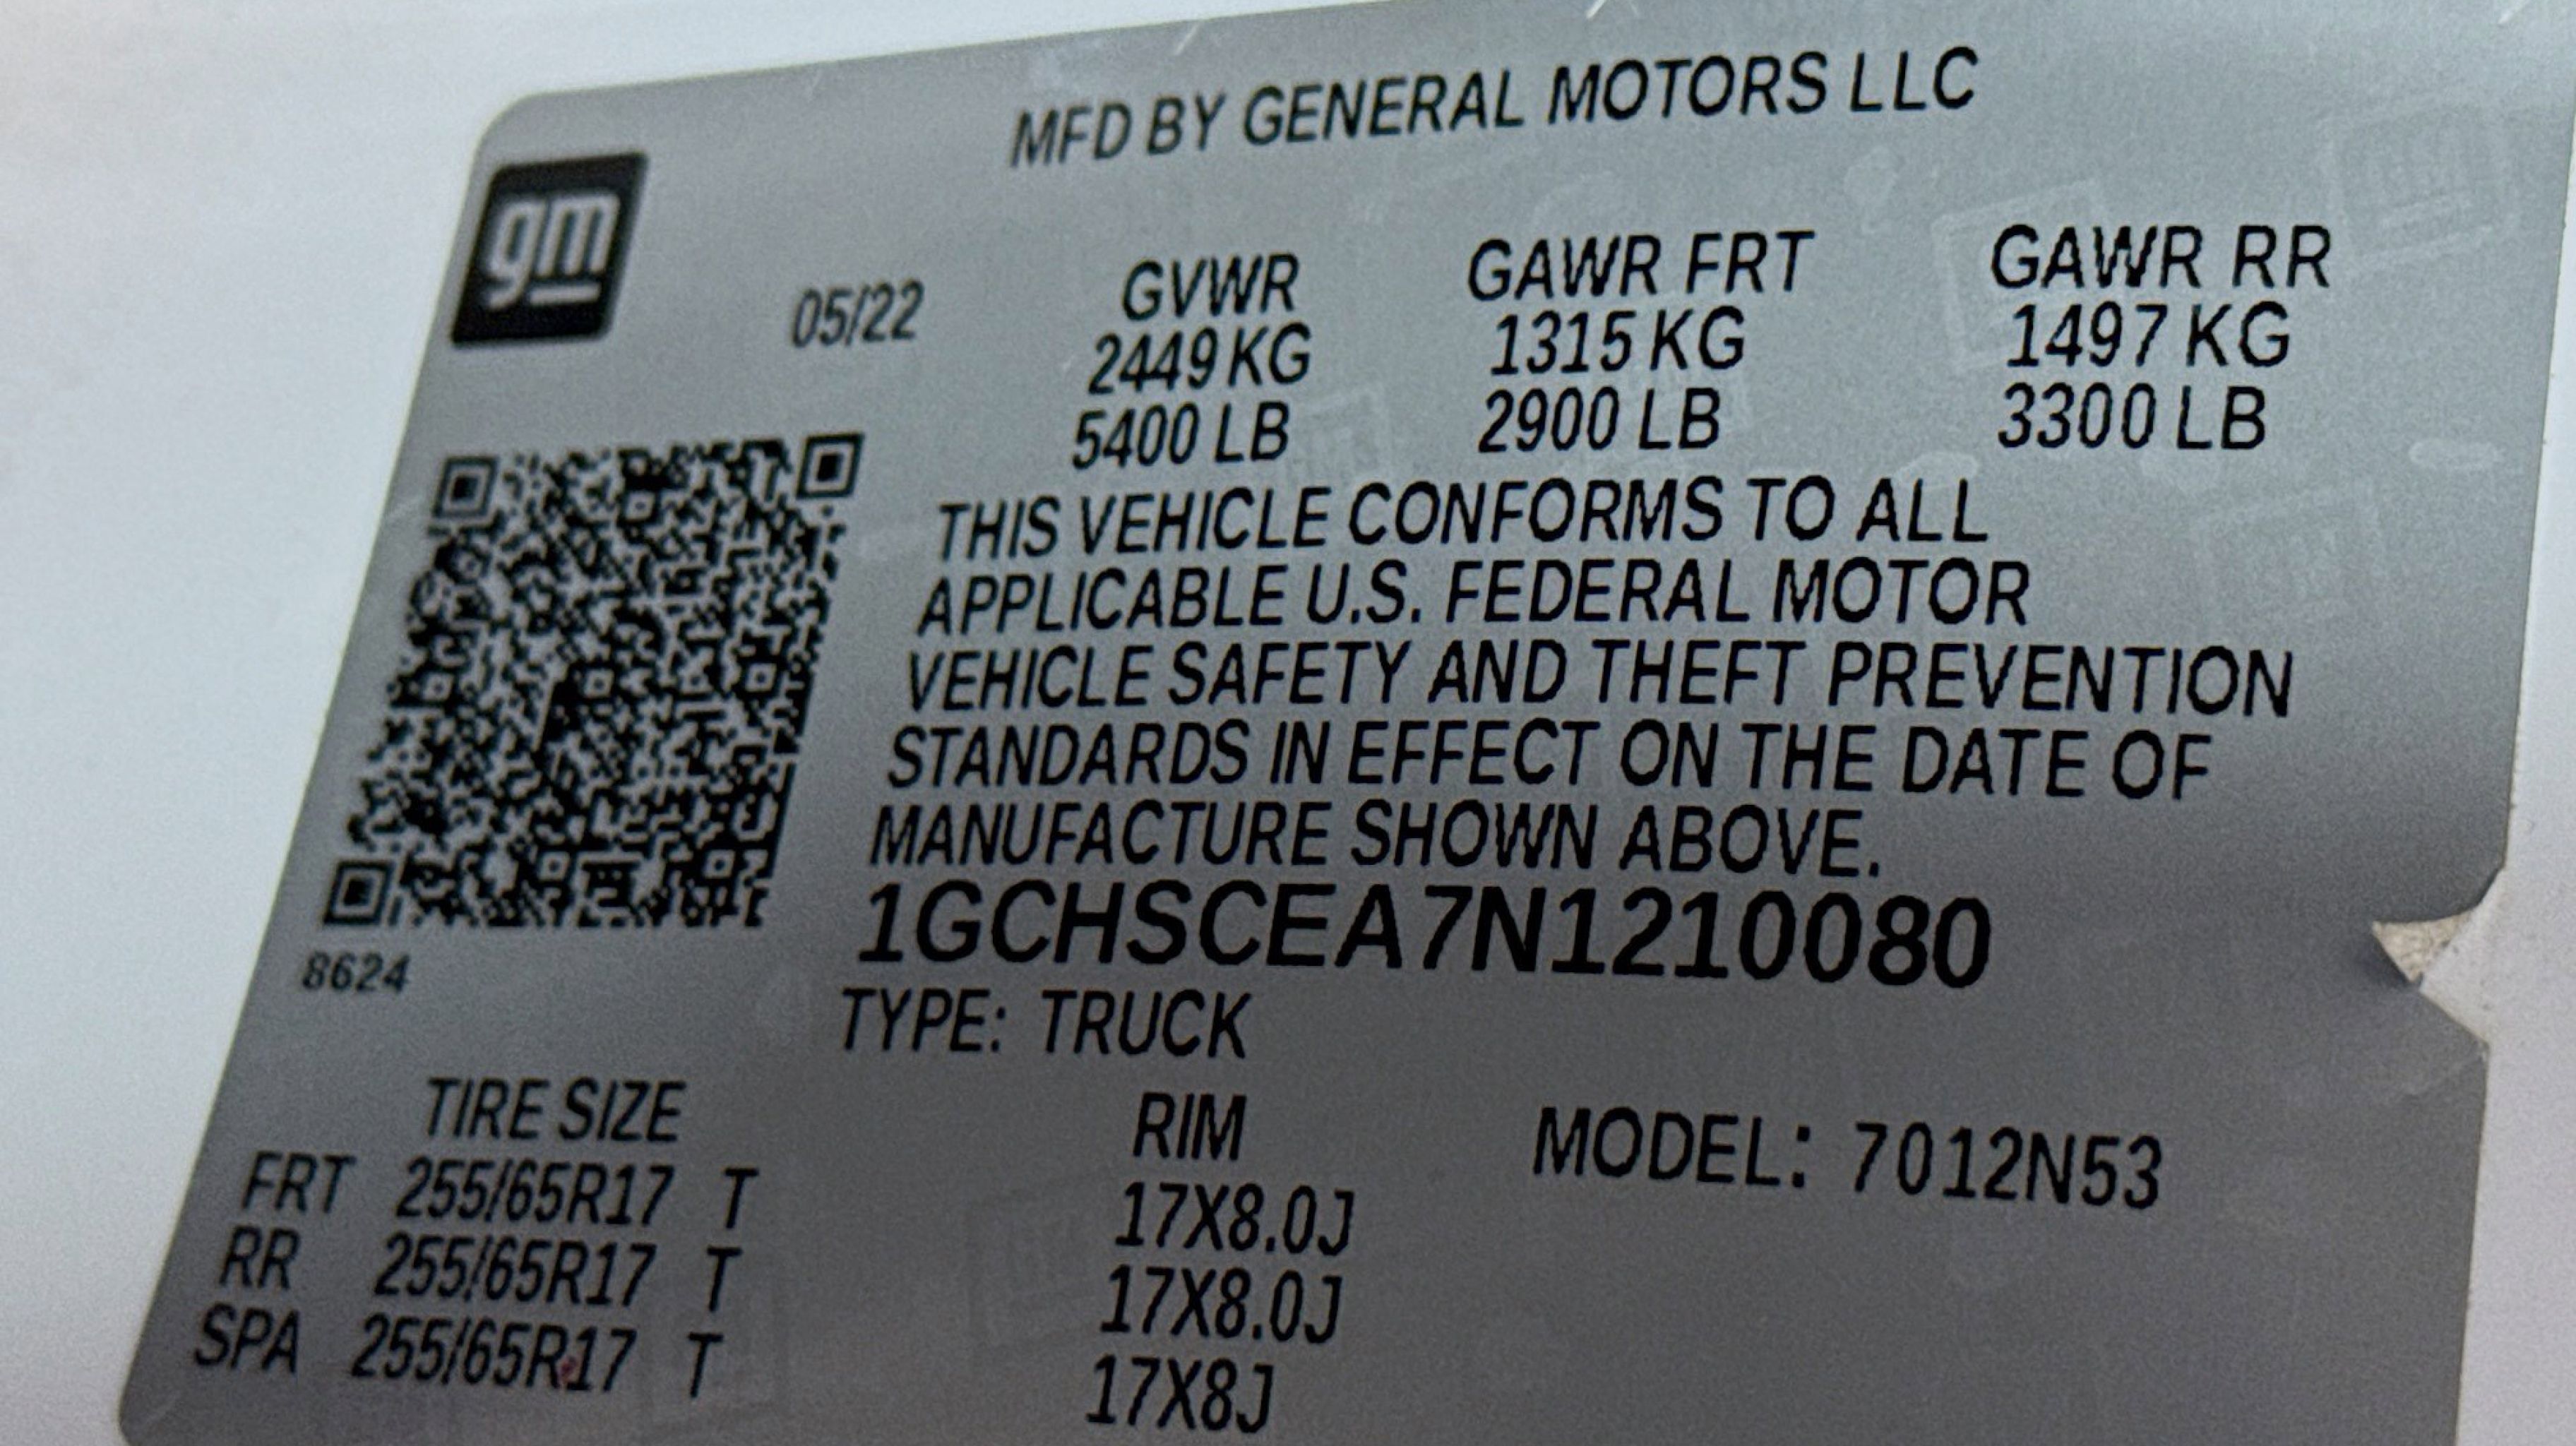 MFD BY GENERAL MOTORS LLC
gm
05/22
GVWR GAWR FRT GAWR RR
2449 KG 1315 KG 1497 KG
5400 LB 2900 LB 3300 LB
THIS VEHICLE CONFORMS TO ALL
APPLICABLE U.S. FEDERAL MOTOR
VEHICLE SAFETY AND THEFT PREVENTION
STANDARDS IN EFFECT ON THE DATE OF
MANUFACTURE SHOWN ABOVE.
1GCHSCEA7N1210080
8624
TYPE: TRUCK
TIRE SIZE RIM MODEL: 7012N53
FRT 255/65R17 T 17X8.0J
RR 255/65R17 T 17X8.0J
SPA 255/65R17 T 17X8J